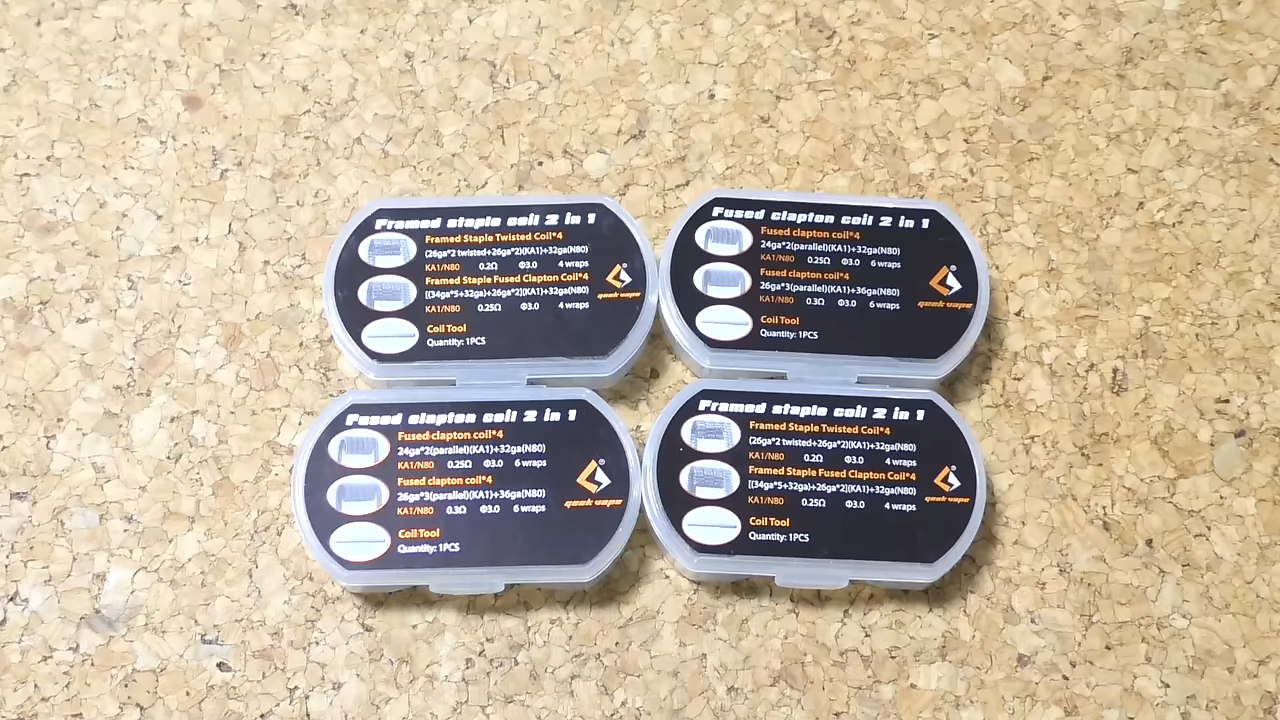 Framed staple coil 2 in 1
Framed Staple Twisted Coil*4
(26ga*2 twisted+26ga*2)(KA1)+32ga(N80)
KA1/N80 0.2Ω Φ3.0 4 wraps
Framed Staple Fused Clapton Coil*4
[(34ga*5+32ga)+26ga*2](KA1)+32ga(N80)
KA1/N80 0.25Ω Φ3.0 4 wraps
Coil Tool
Quantity: 1PCS
geek vape
Fused clapton coil 2 in 1
Fused clapton coil*4
24ga*2(parallel)(KA1)+32ga(N80)
KA1/N80 0.25Ω Φ3.0 6 wraps
Fused clapton coil*4
26ga*3(parallel)(KA1)+36ga(N80)
KA1/N80 0.3Ω Φ3.0 6 wraps
Coil Tool
Quantity: 1PCS
geek vape
Fused clapton coil 2 in 1
Fused clapton coil*4
24ga*2(parallel)(KA1)+32ga(N80)
KA1/N80 0.25Ω Φ3.0 6 wraps
Fused clapton coil*4
26ga*3(parallel)(KA1)+36ga(N80)
KA1/N80 0.3Ω Φ3.0 6 wraps
Coil Tool
Quantity: 1PCS
geek vape
Framed staple coil 2 in 1
Framed Staple Twisted Coil*4
(26ga*2 twisted+26ga*2)(KA1)+32ga(N80)
KA1/N80 0.2Ω Φ3.0 4 wraps
Framed Staple Fused Clapton Coil*4
[(34ga*5+32ga)+26ga*2](KA1)+32ga(N80)
KA1/N80 0.25Ω Φ3.0 4 wraps
Coil Tool
Quantity: 1PCS
geek vape